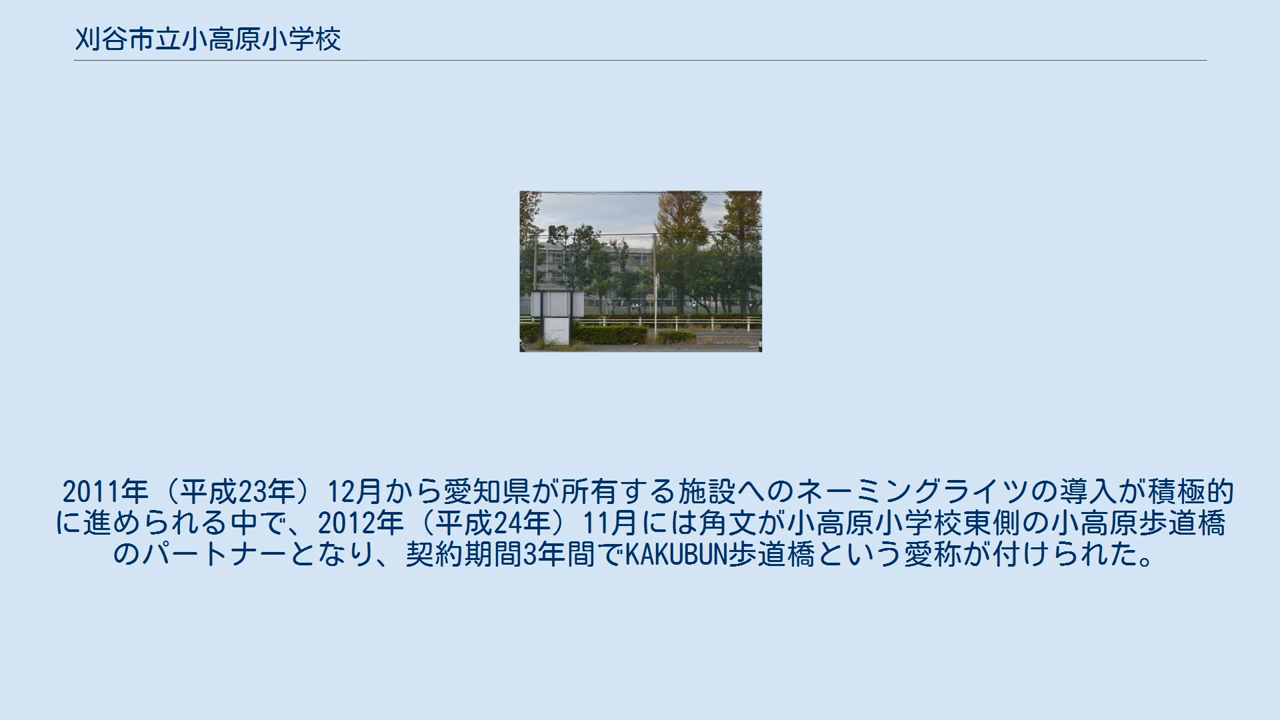 刈谷市立小高原小学校
2011年（平成23年）12月から愛知県が所有する施設へのネーミングライツの導入が積極的
に進められる中で、2012年（平成24年）11月には角文が小高原小学校東側の小高原歩道橋
のパートナーとなり、契約期間3年間でKAKUBUN歩道橋という愛称が付けられた。